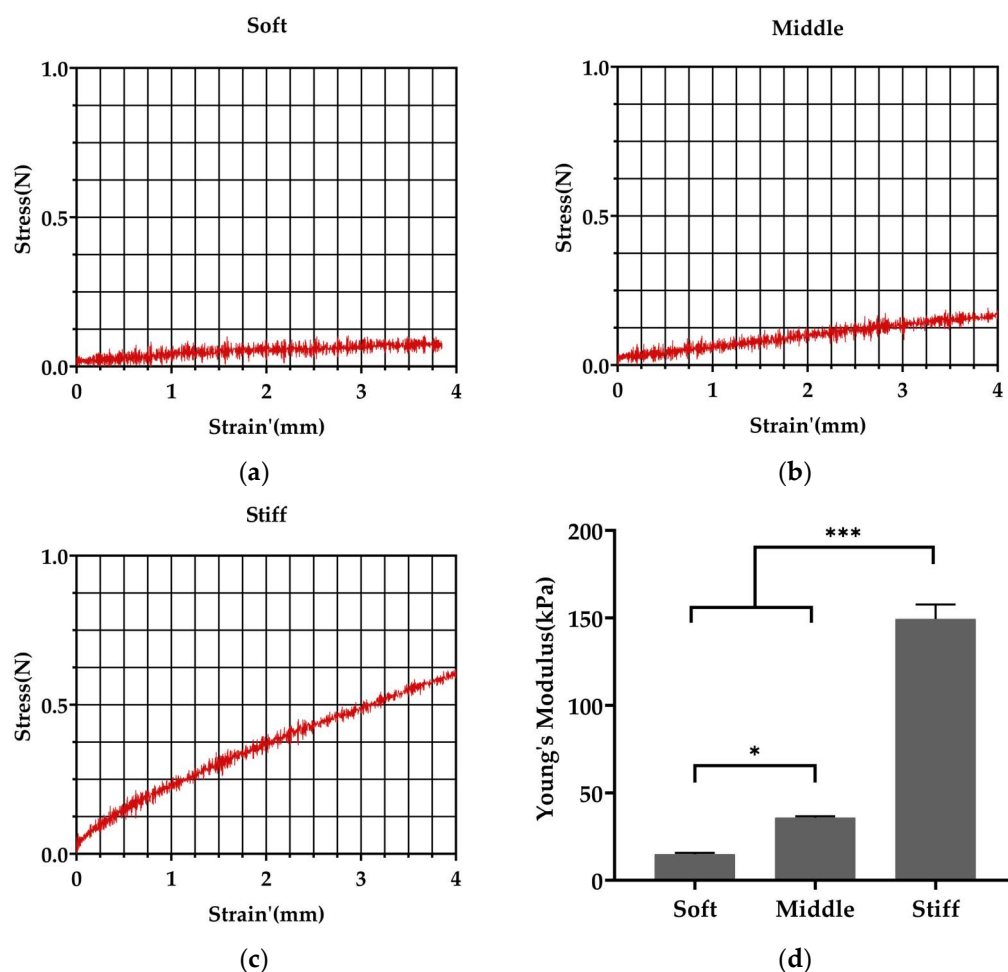 Soft
1.0
0.5
0.0
Stress(N)
0 1 2 3 4
Strain'(mm)
(a)
Middle
1.0
0.5
0.0
Stress(N)
0 1 2 3 4
Strain'(mm)
(b)
Stiff
1.0
0.5
0.0
Stress(N)
0 1 2 3 4
Strain'(mm)
(c)
200
150
100
50
0
Young's Modulus(kPa)
***
*
Soft Middle Stiff
(d)